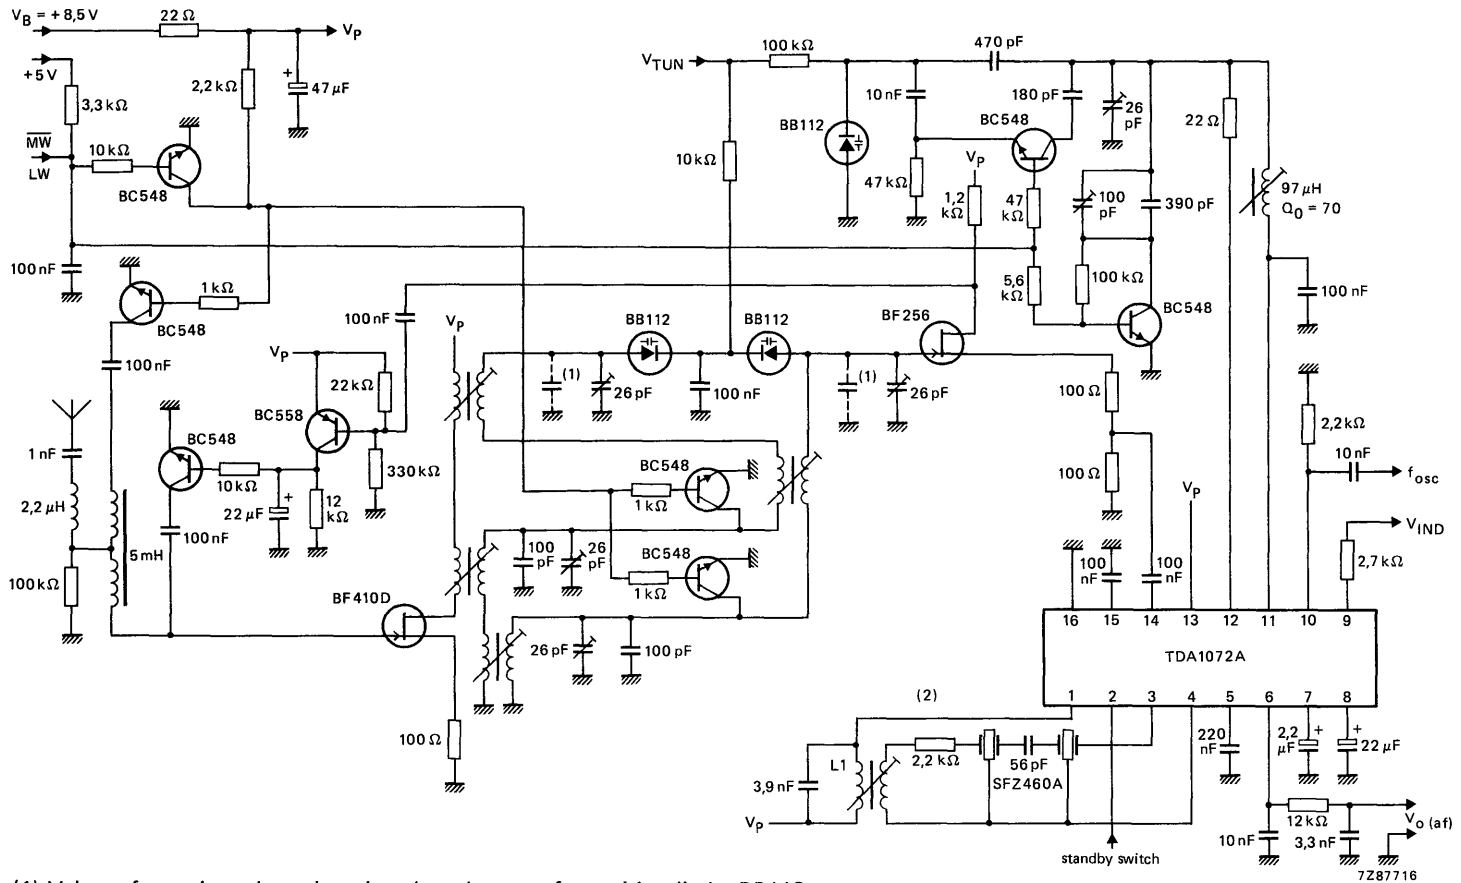 V_B = +8,5 V
22 Ω
V_P
+5 V
3,3 kΩ
2,2 kΩ
+
47 μF
M̅W̅
LW
10 kΩ
BC548
100 nF
1 kΩ
BC548
100 nF
V_TUN
100 kΩ
470 pF
10 nF
180 pF
26 pF
BB112
BC548
10 kΩ
47 kΩ
V_P
1,2 kΩ
47 kΩ
100 pF
390 pF
22 Ω
97 μH
Q_0 = 70
5,6 kΩ
100 kΩ
BC548
100 nF
100 nF
V_P
BB112
BB112
BF256
V_P
22 kΩ
(1)
26 pF
100 nF
(1)
26 pF
BC558
BC548
1 nF
2,2 μH
10 kΩ
+
22 μF
12 kΩ
330 kΩ
100 nF
5 mH
100 kΩ
BC548
1 kΩ
100 pF
26 pF
BC548
1 kΩ
BF410D
26 pF
100 pF
100 Ω
100 Ω
100 Ω
2,2 kΩ
10 nF
f_osc
V_P
V_IND
2,7 kΩ
100 nF
100 nF
16 15 14 13 12 11 10 9
TDA1072A
1 2 3 4 5 6 7 8
(2)
L1
3,9 nF
V_P
2,2 kΩ
56 pF
SFZ460A
220 nF
2,2 μF
+
+
22 μF
standby switch
10 nF
12 kΩ
3,3 nF
V_o (af)
7Z87716